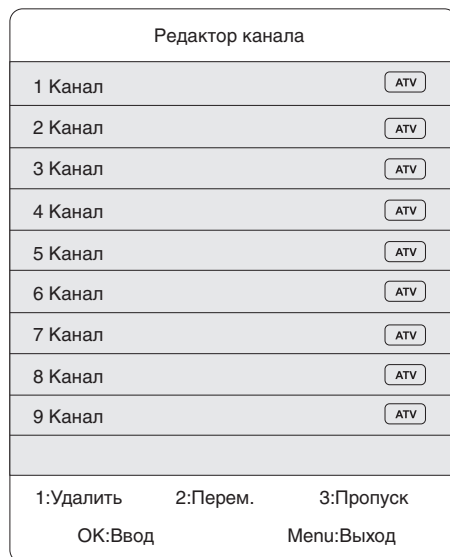 Редактор канала
1 Канал ATV
2 Канал ATV
3 Канал ATV
4 Канал ATV
5 Канал ATV
6 Канал ATV
7 Канал ATV
8 Канал ATV
9 Канал ATV
1:Удалить 2:Перем. 3:Пропуск
OK:Ввод Menu:Выход